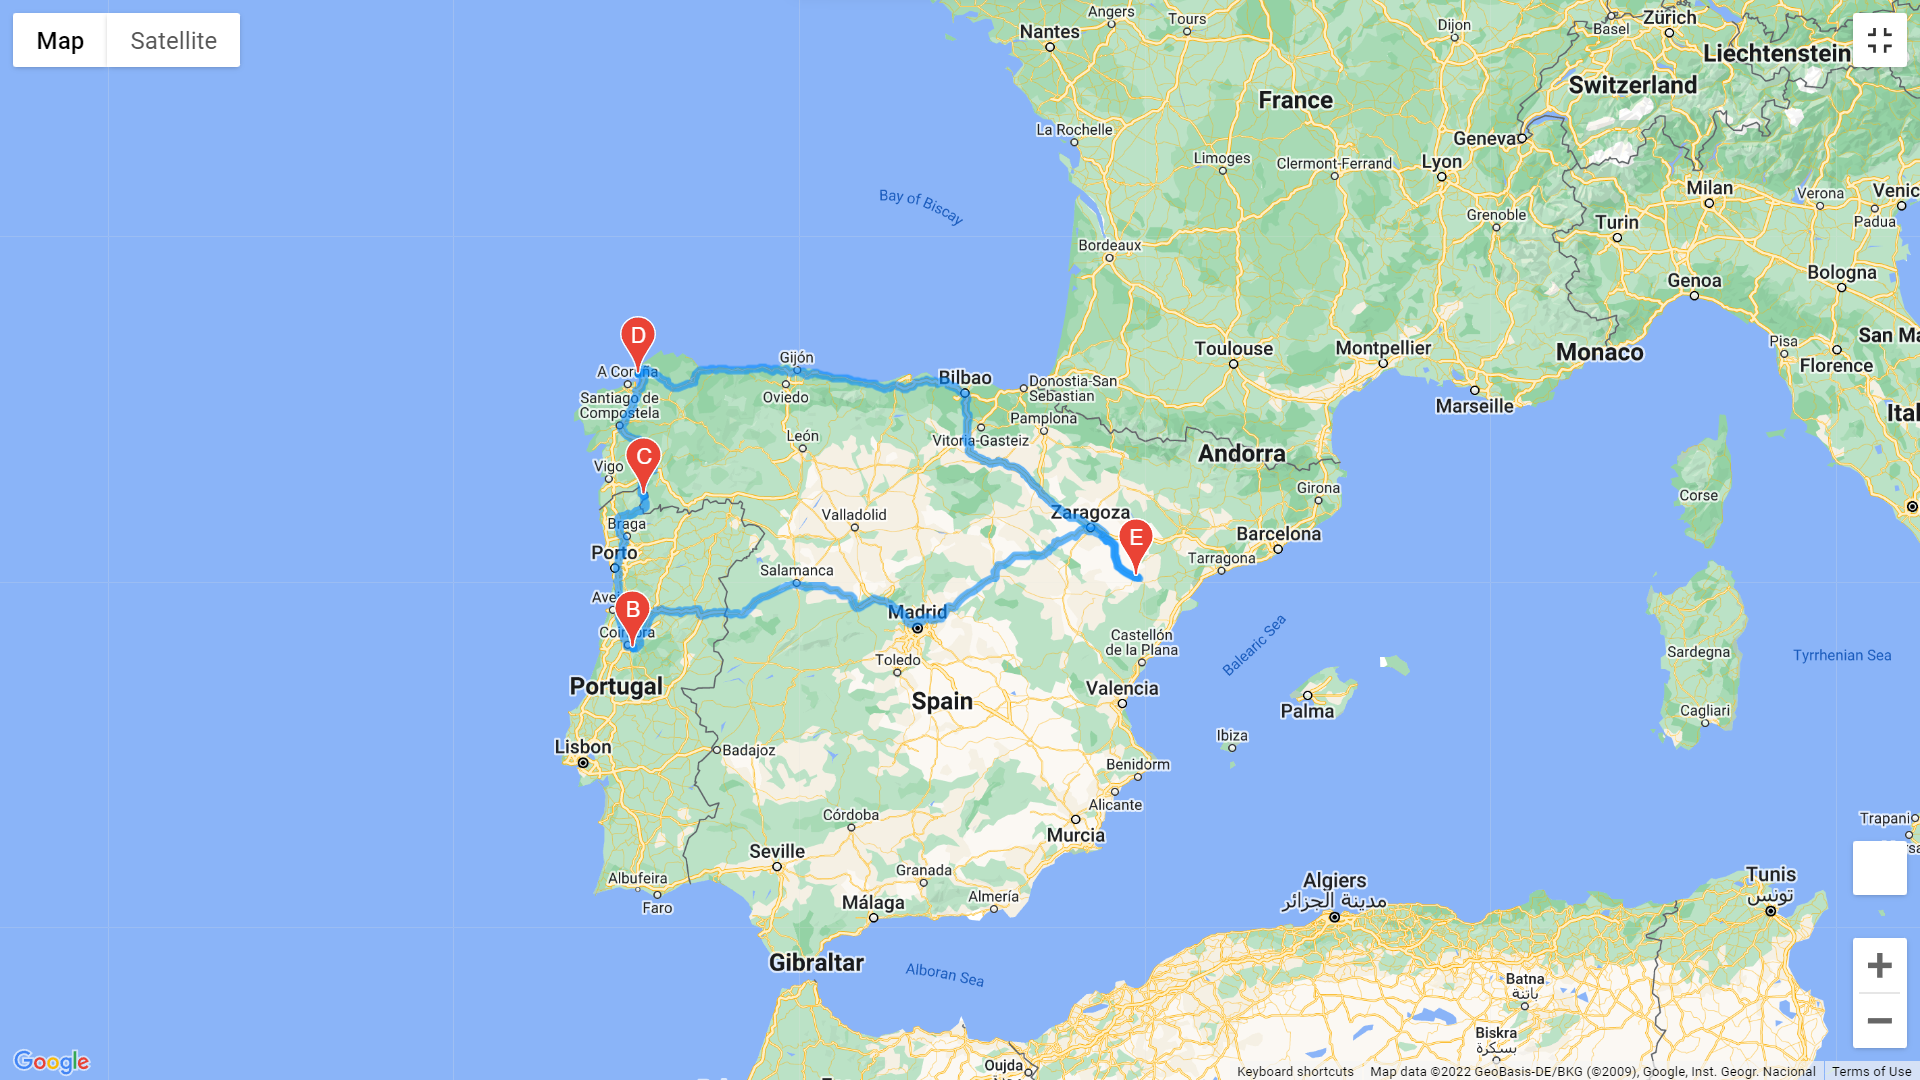 Map
Satellite
Angers
Tours
Dijon
Zürich
Basel
Nantes
Liechtenstein
Switzerland
France
La Rochelle
Geneva
Limoges
Clermont-Ferrand
Lyon
Milan
Verona
Venic
Padua
Bay of Biscay
Grenoble
Turin
Bordeaux
Bologna
Genoa
D
San Ma
Pisa
Toulouse
Montpellier
Monaco
Florence
Gijón
A Coruña
Bilbao
Donostia-San
Sebastian
Oviedo
Santiago de
Compostela
Marseille
Ital
Pamplona
León
Vitoria-Gasteiz
Andorra
C
Vigo
Girona
Corse
Valladolid
Zaragoza
Braga
Barcelona
E
Porto
Tarragona
Salamanca
Ave
B
Madrid
Coimbra
Castellón
de la Plana
Balearic Sea
Sardegna
Tyrrhenian Sea
Toledo
Portugal
Spain
Valencia
Palma
Cagliari
Ibiza
Lisbon
Badajoz
Benidorm
Alicante
Córdoba
Murcia
Trapani
Seville
Granada
Albufeira
Algiers
مدينة الجزائر
Tunis
تونس
Almería
Málaga
Faro
Gibraltar
Alboran Sea
Batna
باتنة
Biskra
بسكرة
Oujda
Google
Keyboard shortcuts
Map data ©2022 GeoBasis-DE/BKG (©2009), Google, Inst. Geogr. Nacional
Terms of Use